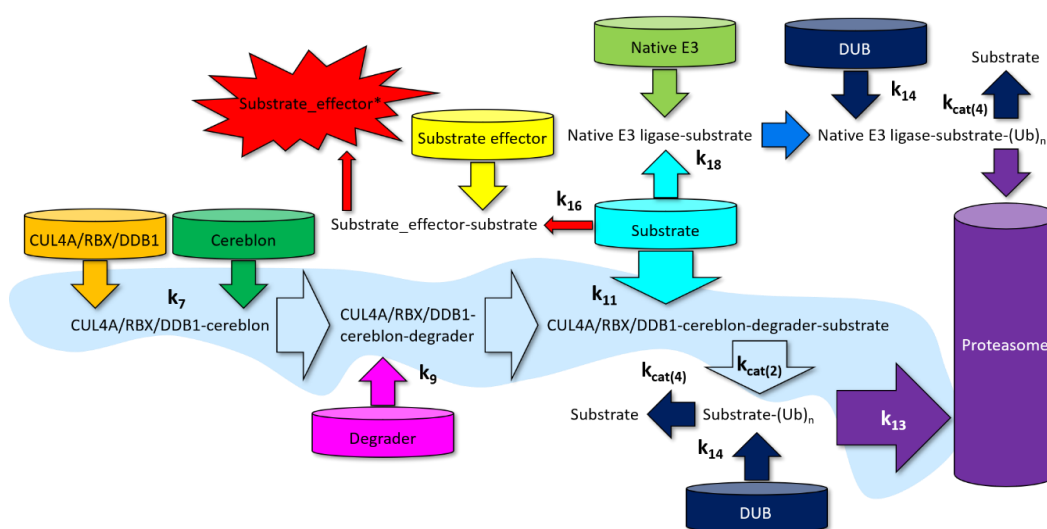 Native E3
DUB
Substrate
k14
kcat(4)
Substrate_effector*
Substrate effector
Native E3 ligase-substrate
Native E3 ligase-substrate-(Ub)n
k18
k16
Substrate_effector-substrate
Substrate
CUL4A/RBX/DDB1
Cereblon
k7
k11
CUL4A/RBX/DDB1-cereblon
CUL4A/RBX/DDB1-
cereblon-degrader
CUL4A/RBX/DDB1-cereblon-degrader-substrate
Proteasome
k9
kcat(2)
kcat(4)
Degrader
Substrate
Substrate-(Ub)n
k13
k14
DUB